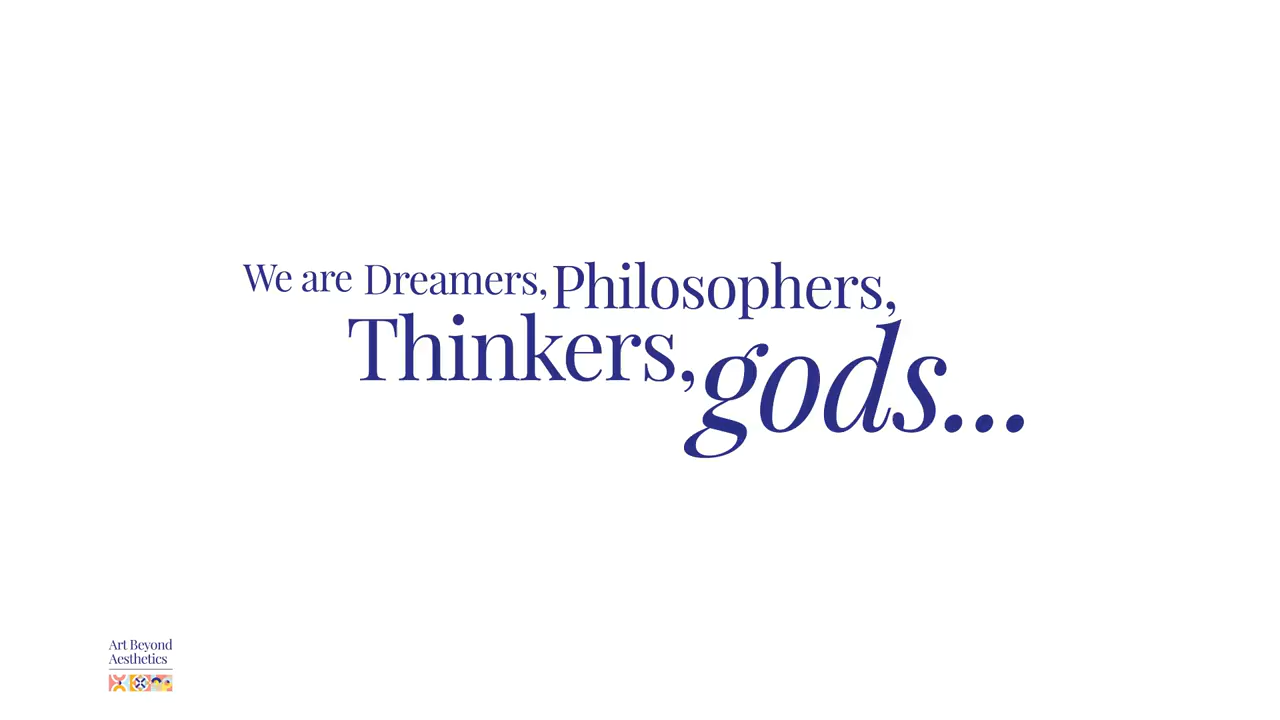 We are Dreamers, Philosophers,
Thinkers, gods...
Art Beyond
Aesthetics